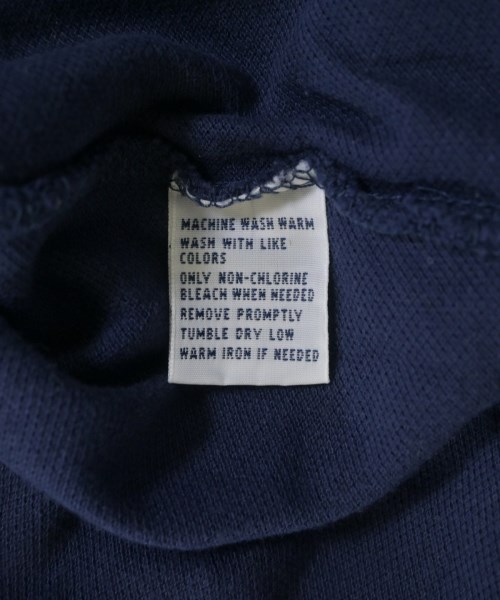 MACHINE WASH WARM
WASH WITH LIKE
COLORS
ONLY NON-CHLORINE
BLEACH WHEN NEEDED
REMOVE PROMPTLY
TUMBLE DRY LOW
WARM IRON IF NEEDED